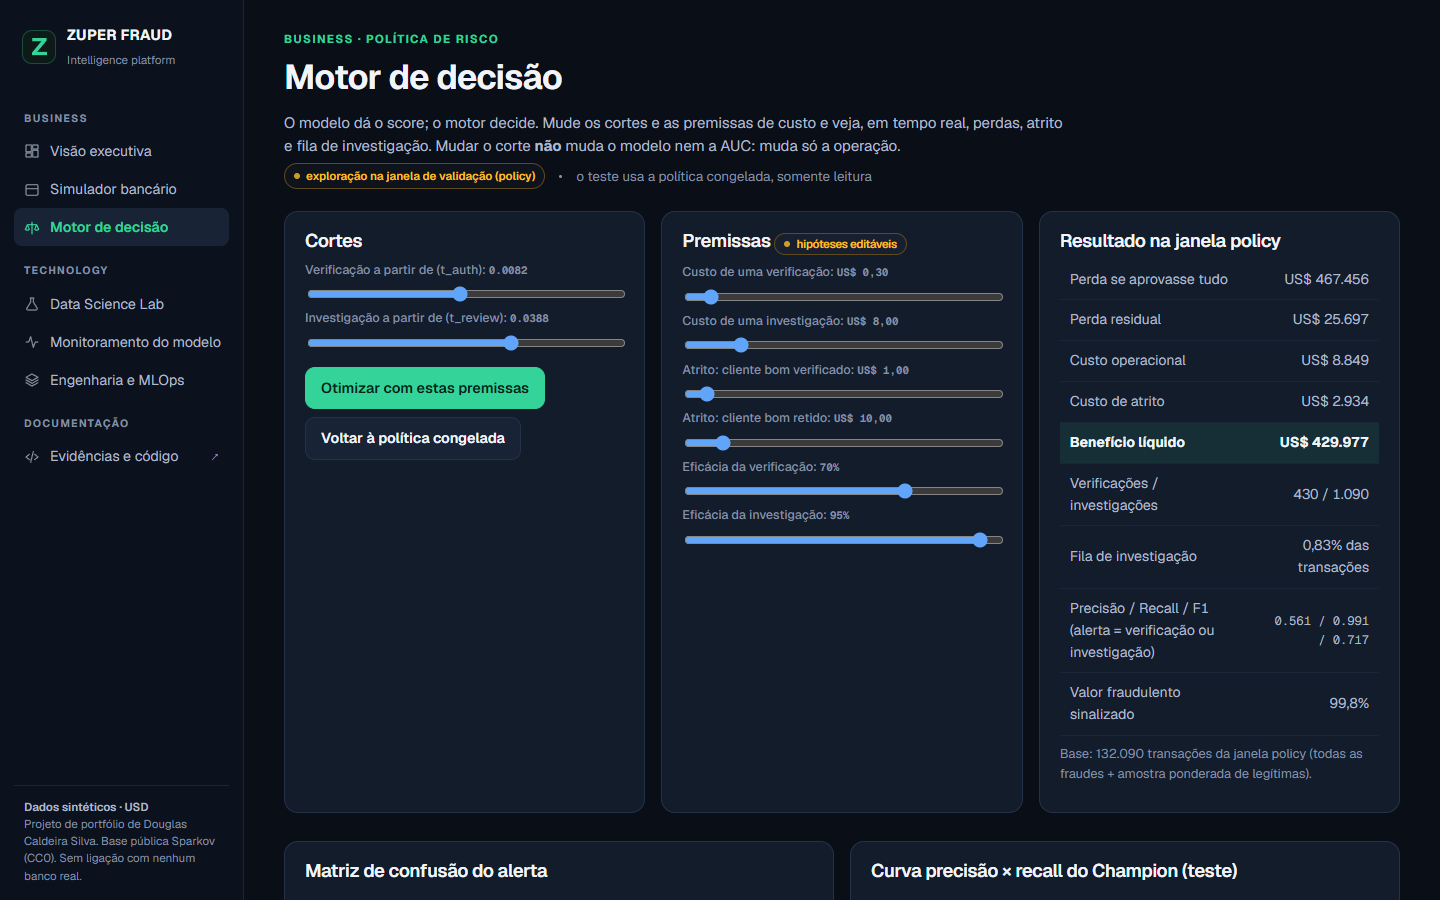 Z
ZUPER FRAUD
Intelligence platform
BUSINESS
Visão executiva
Simulador bancário
Motor de decisão
TECHNOLOGY
Data Science Lab
Monitoramento do modelo
Engenharia e MLOps
DOCUMENTAÇÃO
Evidências e código ↗
Dados sintéticos · USD
Projeto de portfólio de Douglas
Caldeira Silva. Base pública Sparkov
(CC0). Sem ligação com nenhum
banco real.
BUSINESS · POLÍTICA DE RISCO
Motor de decisão
O modelo dá o score; o motor decide. Mude os cortes e as premissas de custo e veja, em tempo real, perdas, atrito
e fila de investigação. Mudar o corte não muda o modelo nem a AUC: muda só a operação.
exploração na janela de validação (policy) • o teste usa a política congelada, somente leitura
Cortes
Verificação a partir de (t_auth): 0.0082
Investigação a partir de (t_review): 0.0388
Otimizar com estas premissas
Voltar à política congelada
Premissas hipóteses editáveis
Custo de uma verificação: US$ 0,30
Custo de uma investigação: US$ 8,00
Atrito: cliente bom verificado: US$ 1,00
Atrito: cliente bom retido: US$ 10,00
Eficácia da verificação: 70%
Eficácia da investigação: 95%
Resultado na janela policy
Perda se aprovasse tudo US$ 467.456
Perda residual US$ 25.697
Custo operacional US$ 8.849
Custo de atrito US$ 2.934
Benefício líquido US$ 429.977
Verificações /
investigações 430 / 1.090
Fila de investigação 0,83% das
transações
Precisão / Recall / F1
(alerta = verificação ou
investigação)
0.561 / 0.991
/ 0.717
Valor fraudulento
sinalizado 99,8%
Base: 132.090 transações da janela policy (todas as
fraudes + amostra ponderada de legítimas).
Matriz de confusão do alerta
Curva precisão × recall do Champion (teste)